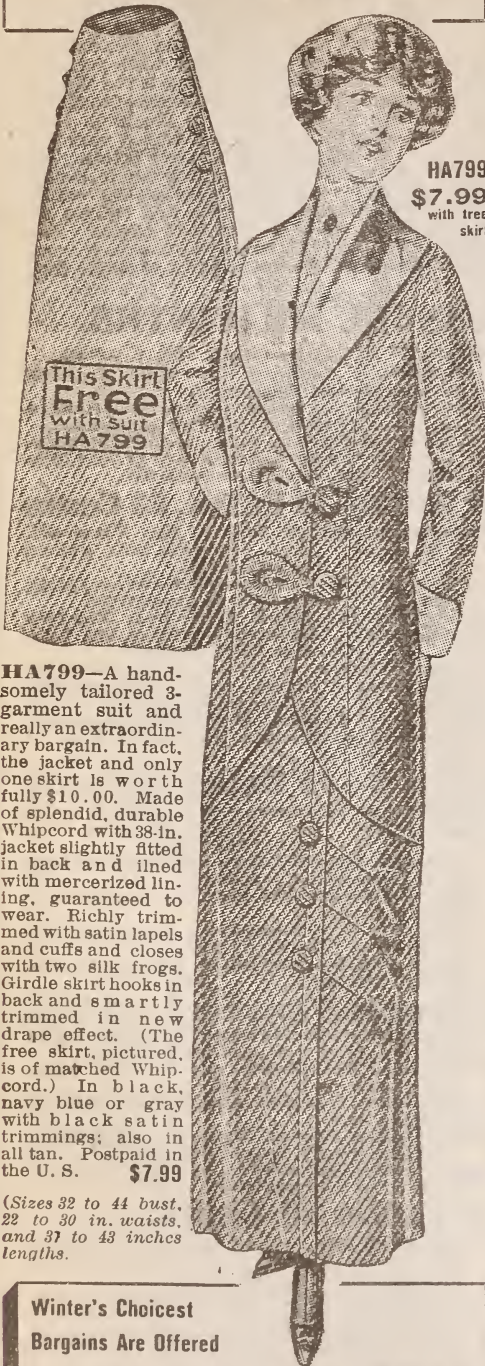 HA799
$7.99
with free
skirt
This Skirt
Free
with Suit
HA799
HA799—A hand-
somely tailored 3-
garment suit and
really an extraordin-
ary bargain. In fact,
the jacket and only
one skirt is worth
fully $10.00. Made
of splendid, durable
Whipcord with 38-in.
jacket slightly fitted
in back and ilned
with mercerized lin-
ing, guaranteed to
wear. Richly trim-
med with satin lapels
and cuffs and closes
with two silk frogs.
Girdle skirt hooks in
back and smartly
trimmed in new
drape effect. (The
free skirt, pictured,
is of matched Whip-
cord.) In black,
navy blue or gray
with black satin
trimmings; also in
all tan. Postpaid in
the U. S. $7.99
(Sizes 32 to 44 bust,
22 to 30 in. waists,
and 37 to 43 inches
lengths.
Winter's Choicest
Bargains Are Offered